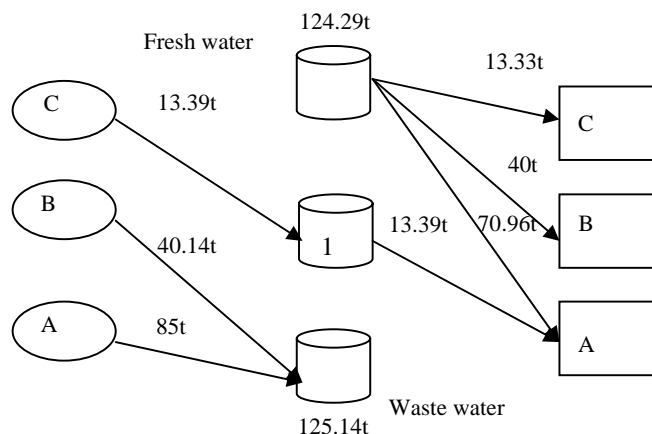 124.29t
Fresh water
13.33t
C
13.39t
C
40t
B
1
13.39t
70.96t
B
40.14t
A
85t
A
Waste water
125.14t